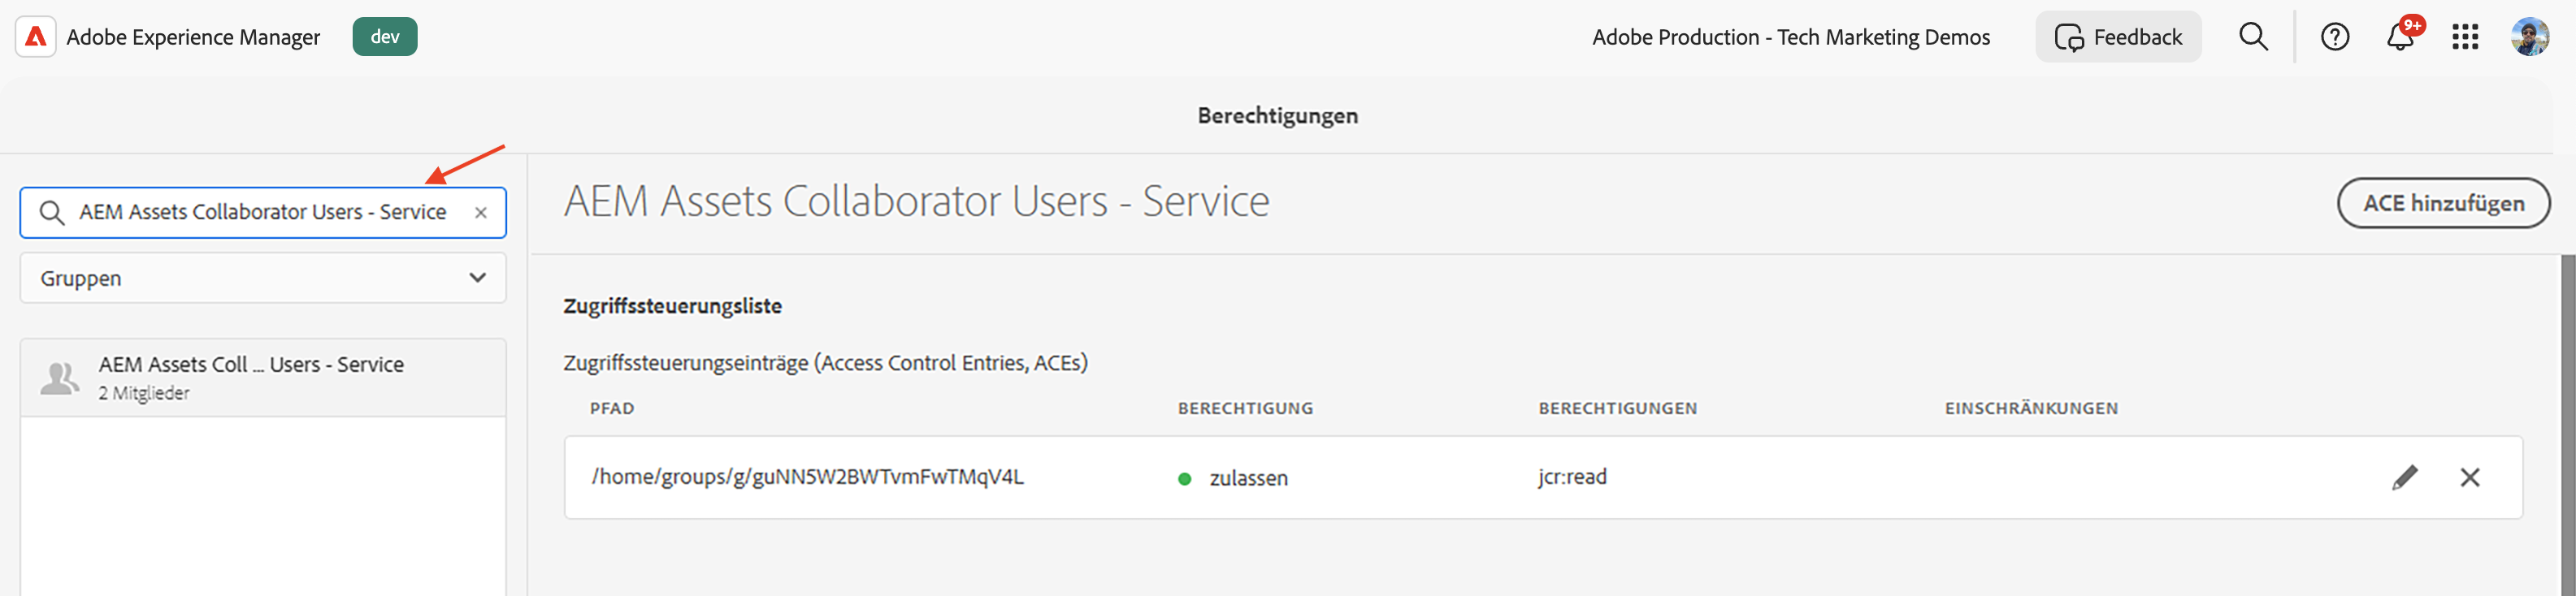 Adobe Experience Manager dev Adobe Production - Tech Marketing Demos Feedback 9+
Berechtigungen
AEM Assets Collaborator Users - Service
Gruppen
AEM Assets Coll ... Users - Service
2 Mitglieder
AEM Assets Collaborator Users - Service ACE hinzufügen
Zugriffssteuerungsliste
Zugriffssteuerungseinträge (Access Control Entries, ACEs)
PFAD BERECHTIGUNG BERECHTIGUNGEN EINSCHRÄNKUNGEN
/home/groups/g/guNN5W2BWTvmFwTMqV4L zulassen jcr:read